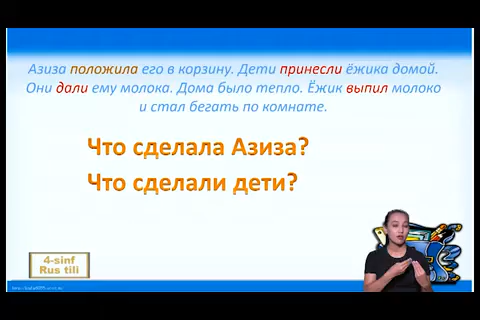 Азиза положила его в корзину. Дети принесли ёжика домой.
Они дали ему молока. Дома было тепло. Ёжик выпил молоко
и стал бегать по комнате.
Что сделала Азиза?
Что сделали дети?
4-sinf
Rus tili